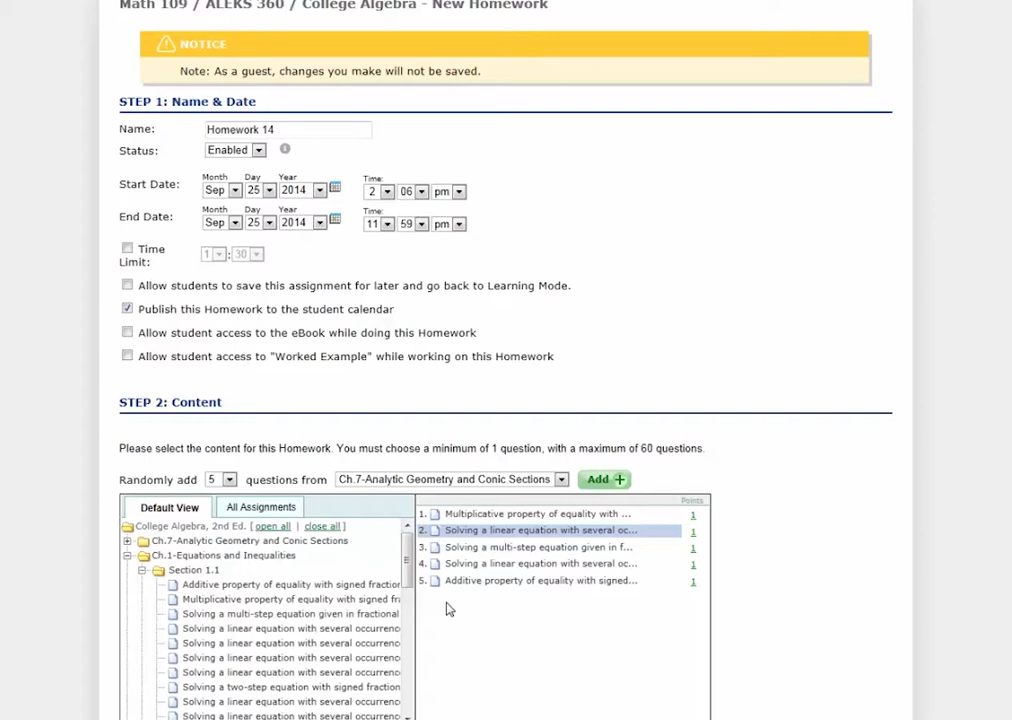 Math 109 / ALEKS 360 / College Algebra - New Homework
NOTICE
Note: As a guest, changes you make will not be saved.
STEP 1: Name & Date
Name: Homework 14
Status: Enabled
Month Day Year Time:
Start Date: Sep 25 2014 2 06 pm
Month Day Year Time:
End Date: Sep 25 2014 11 59 pm
Time Limit: 1 : 30
Allow students to save this assignment for later and go back to Learning Mode.
Publish this Homework to the student calendar
Allow student access to the eBook while doing this Homework
Allow student access to "Worked Example" while working on this Homework
STEP 2: Content
Please select the content for this Homework. You must choose a minimum of 1 question, with a maximum of 60 questions.
Randomly add 5 questions from Ch.7-Analytic Geometry and Conic Sections Add
Default View All Assignments
College Algebra, 2nd Ed. [ open all | close all ]
Ch.7-Analytic Geometry and Conic Sections
Ch.1-Equations and Inequalities
Section 1.1
Additive property of equality with signed fraction
Multiplicative property of equality with signed fra
Solving a multi-step equation given in fractional
Solving a linear equation with several occurrence
Solving a linear equation with several occurrence
Solving a linear equation with several occurrence
Solving a linear equation with several occurrence
Solving a two-step equation with signed fraction
Solving a linear equation with several occurrence
Solving a linear equation with several occurrence
Points
1. Multiplicative property of equality with ... 1
2. Solving a linear equation with several oc... 1
3. Solving a multi-step equation given in f... 1
4. Solving a linear equation with several oc... 1
5. Additive property of equality with signed... 1